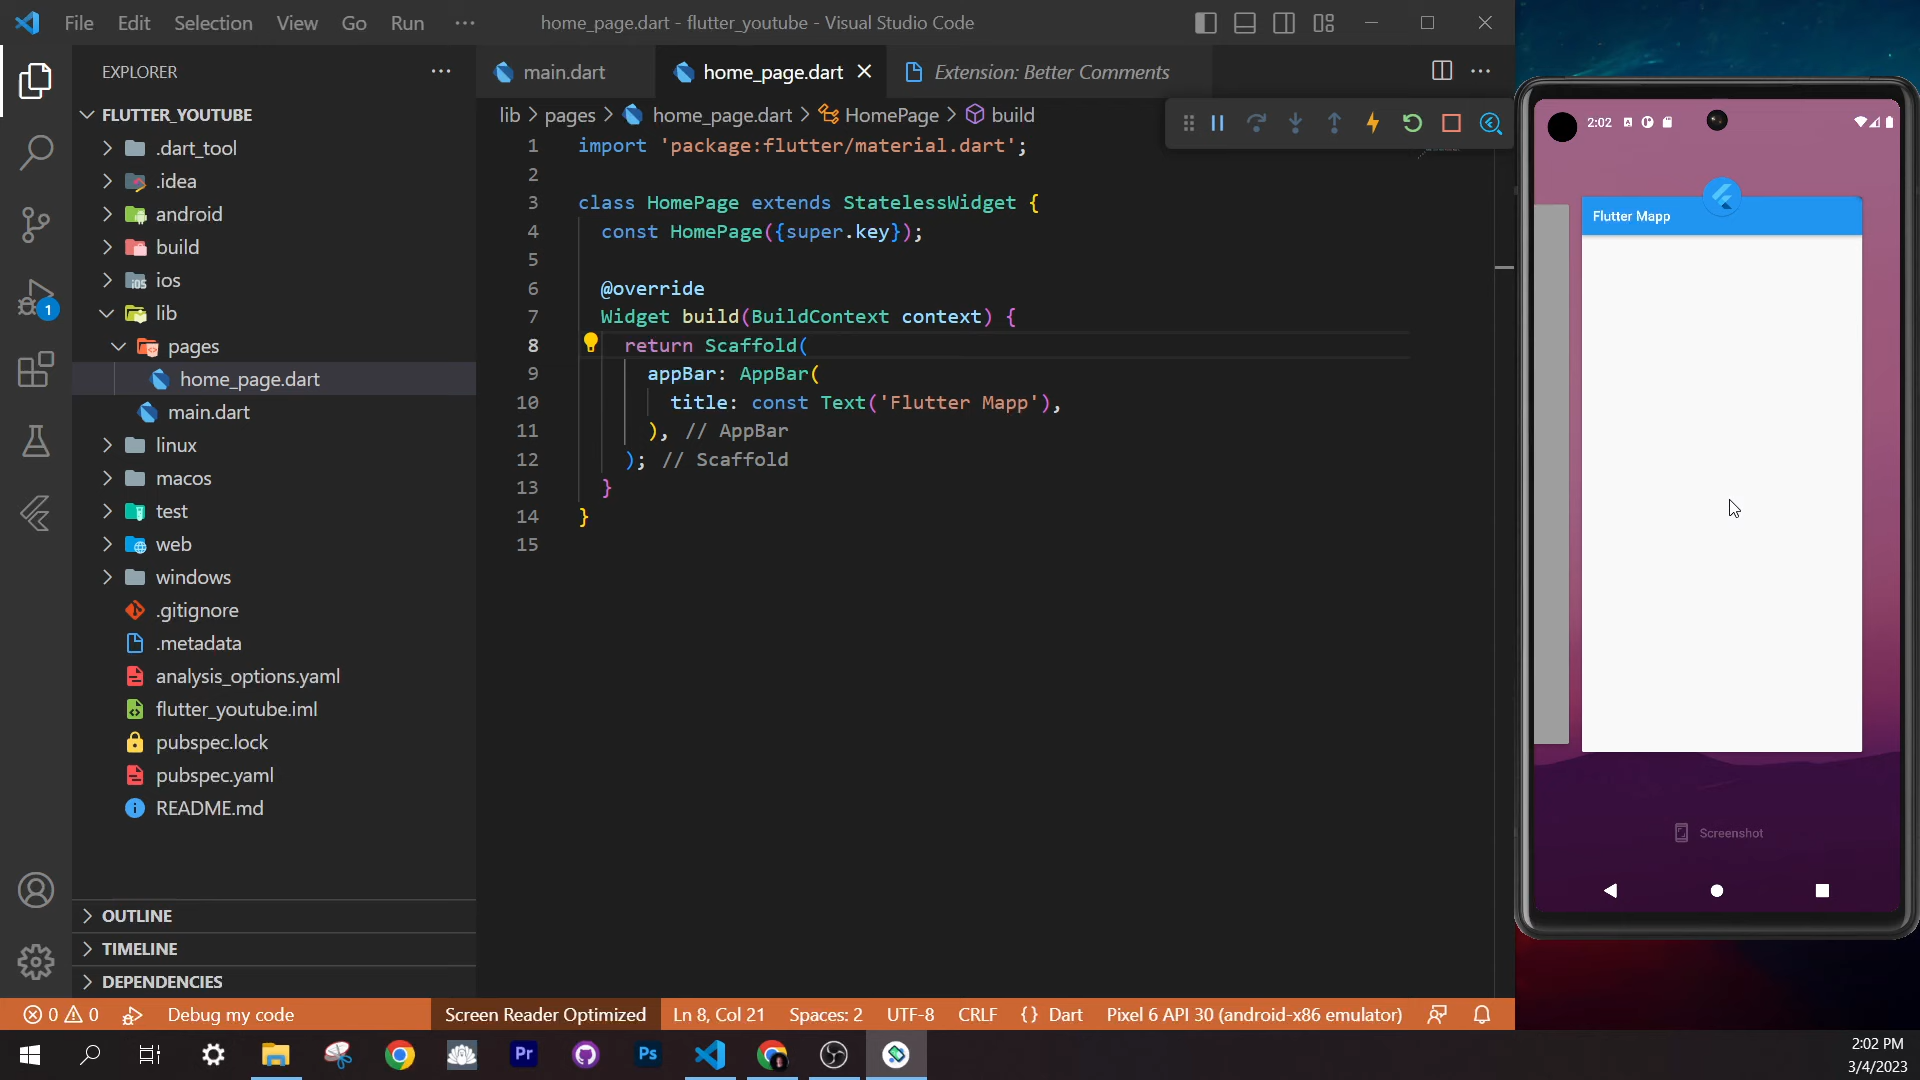 File Edit Selection View Go Run ··· home_page.dart - flutter_youtube - Visual Studio Code
EXPLORER
main.dart home_page.dart Extension: Better Comments
FLUTTER_YOUTUBE
lib > pages > home_page.dart > HomePage > build
.dart_tool
.idea
android
build
ios
lib
pages
home_page.dart
main.dart
linux
macos
test
web
windows
.gitignore
.metadata
analysis_options.yaml
flutter_youtube.iml
pubspec.lock
pubspec.yaml
README.md
OUTLINE
TIMELINE
DEPENDENCIES
1 import 'package:flutter/material.dart';
2
3 class HomePage extends StatelessWidget {
4 const HomePage({super.key});
5
6 @override
7 Widget build(BuildContext context) {
8 return Scaffold(
9 appBar: AppBar(
10 title: const Text('Flutter Mapp'),
11 ), // AppBar
12 ); // Scaffold
13 }
14 }
15
2:02
Flutter Mapp
Screenshot
1
0 0 Debug my code Screen Reader Optimized Ln 8, Col 21 Spaces: 2 UTF-8 CRLF {} Dart Pixel 6 API 30 (android-x86 emulator)
Pr Ps
2:02 PM
3/4/2023